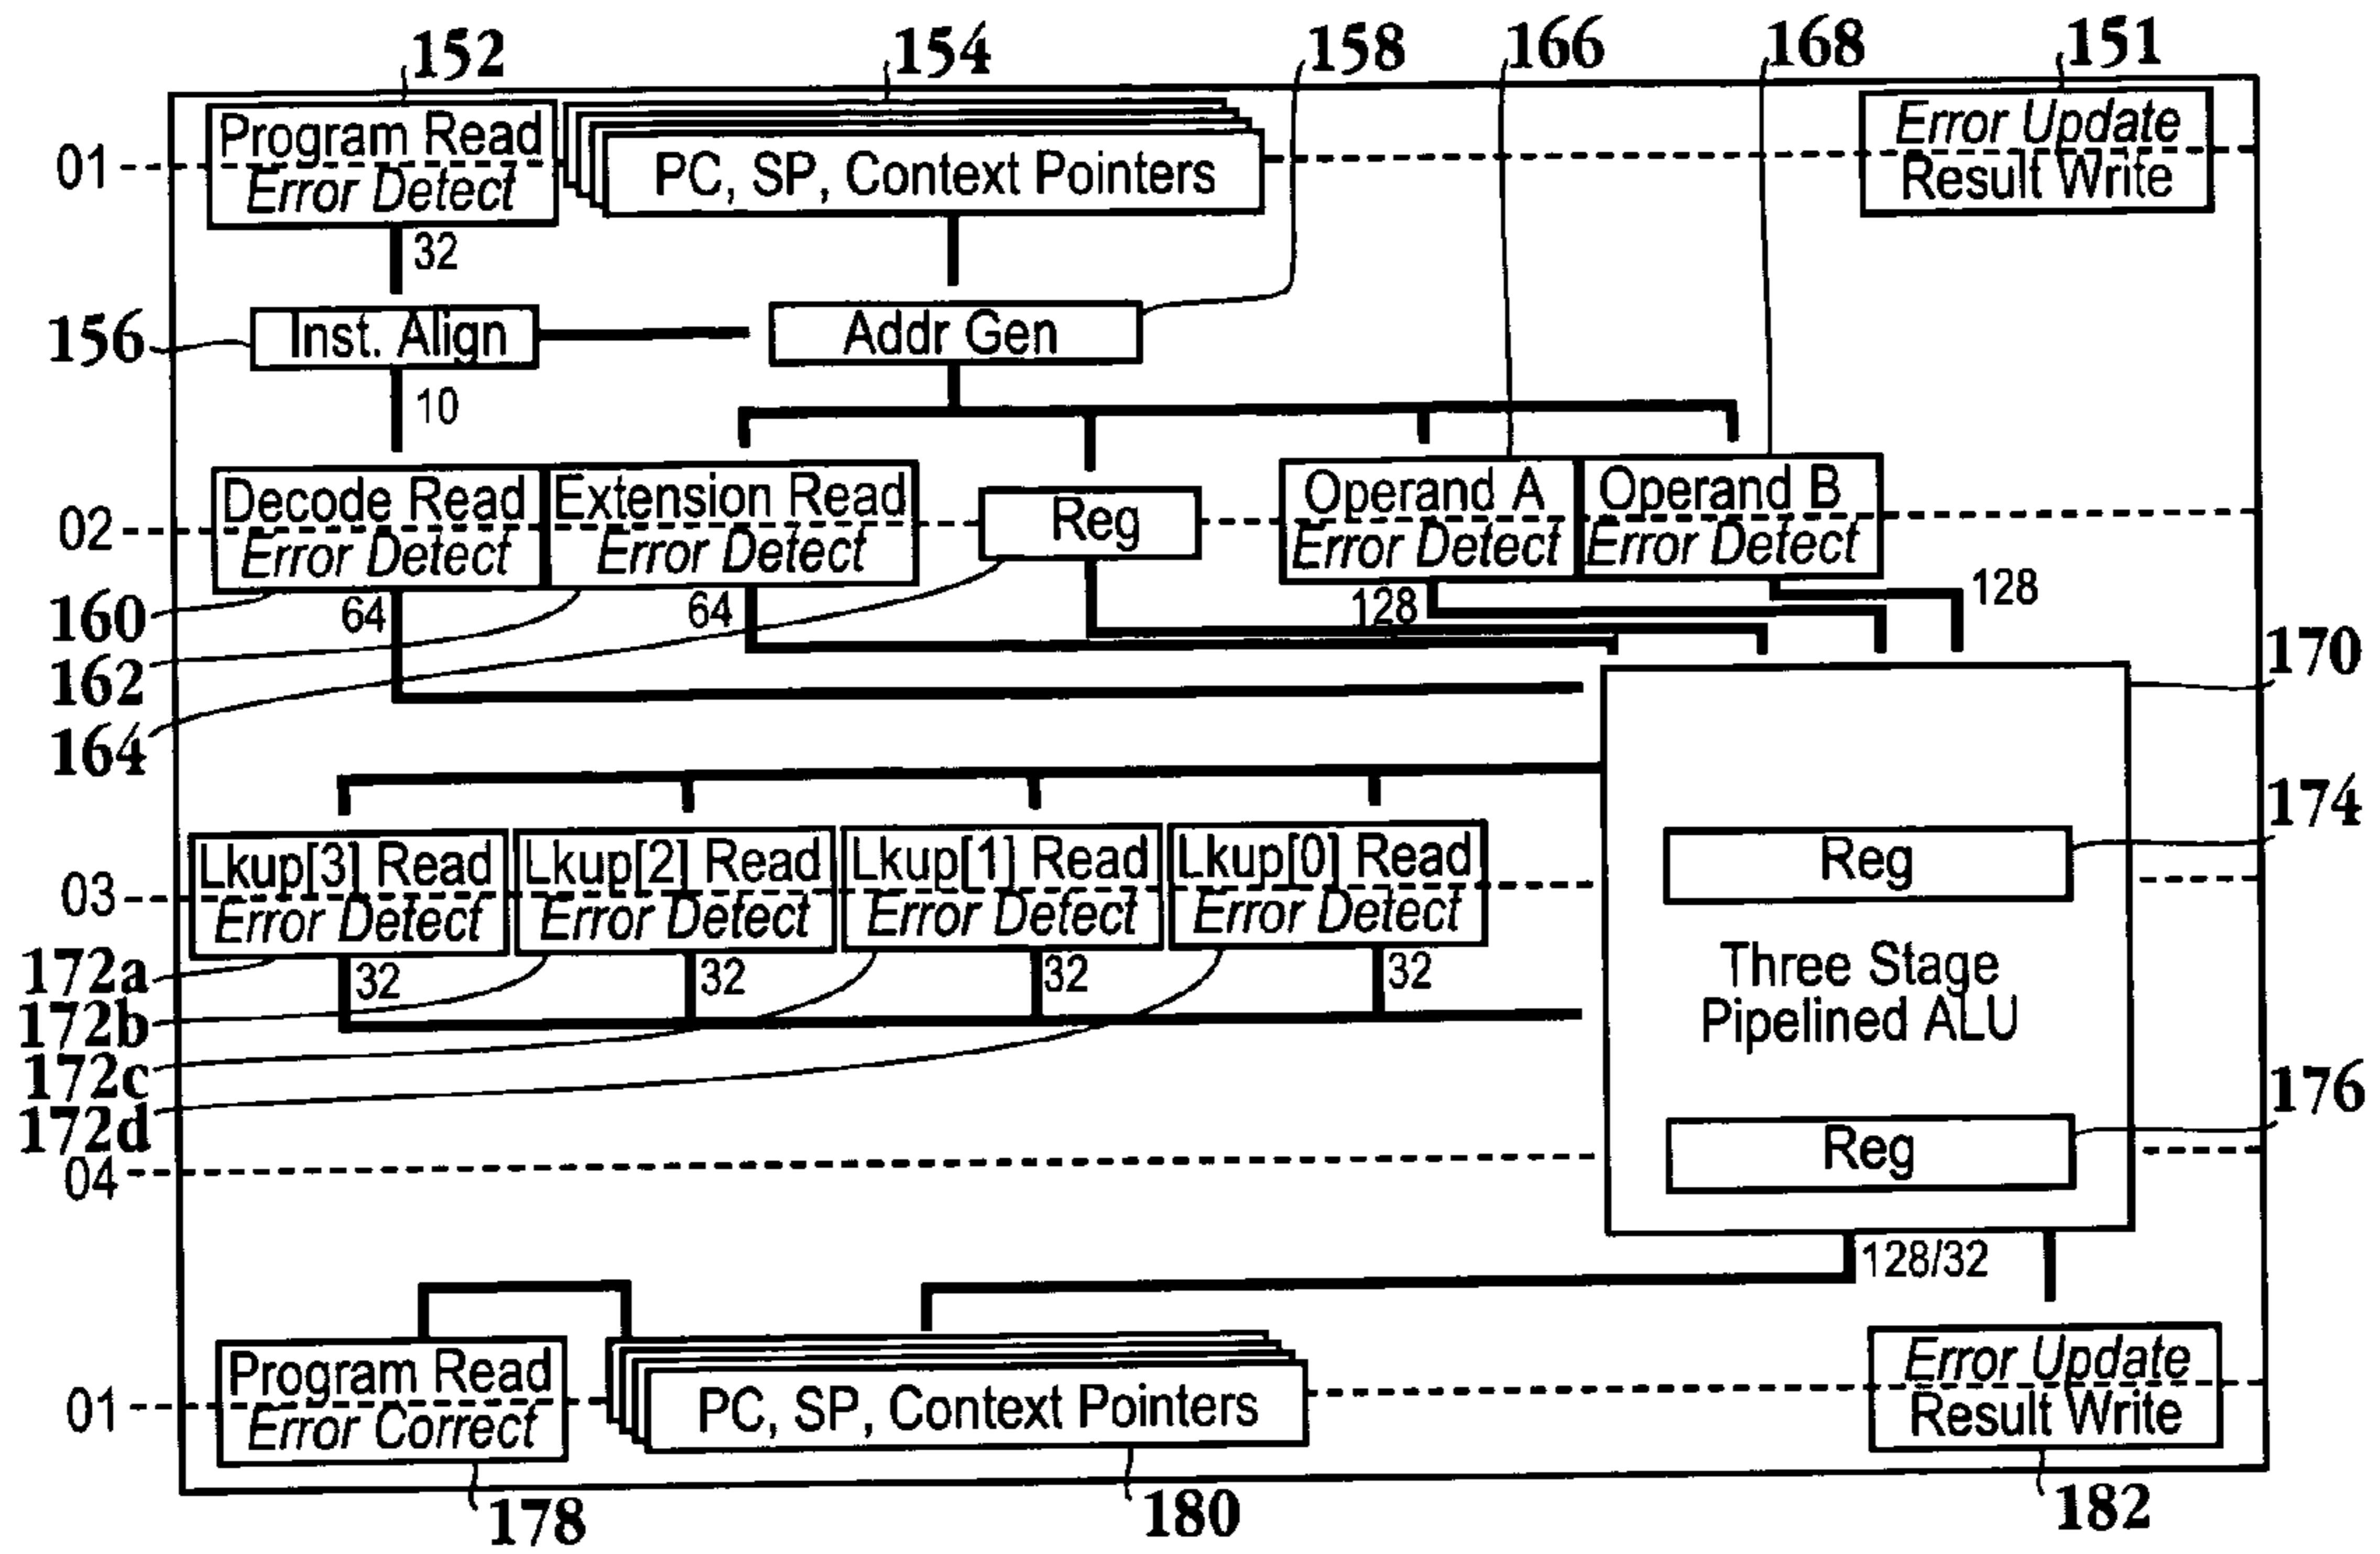 152
154
158
166
168
151
Program Read
Error Detect
PC, SP, Context Pointers
Error Update
Result Write
01
32
156
Inst. Align
Addr Gen
10
02
Decode Read
Error Detect
Extension Read
Error Detect
Reg
Operand A
Error Detect
Operand B
Error Detect
160
64
64
128
128
162
164
170
174
03
Lkup[3] Read
Error Detect
Lkup[2] Read
Error Detect
Lkup[1] Read
Error Detect
Lkup[0] Read
Error Detect
Reg
172a
32
32
32
32
Three Stage
Pipelined ALU
172b
172c
172d
176
04
Reg
128/32
01
Program Read
Error Correct
PC, SP, Context Pointers
Error Update
Result Write
178
180
182